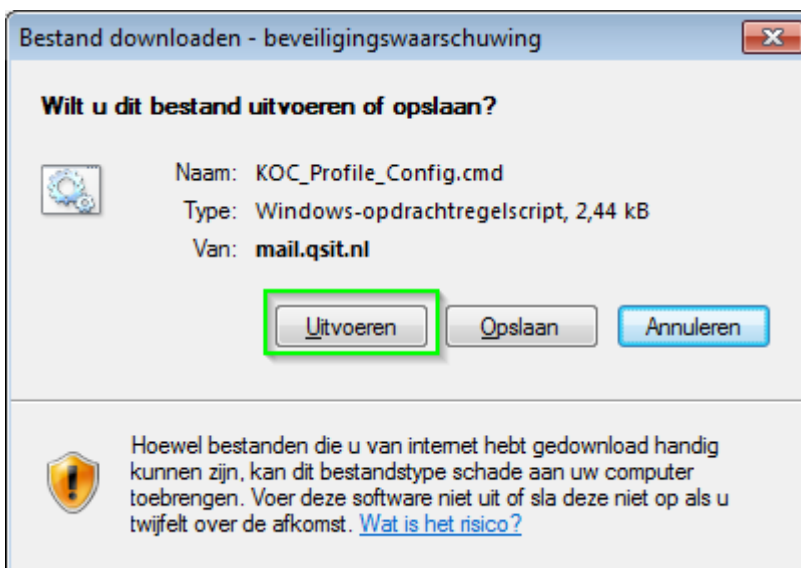 Bestand downloaden - beveiligingswaarschuwing
Wilt u dit bestand uitvoeren of opslaan?
Naam: KOC_Profile_Config.cmd
Type: Windows-opdrachtregelscript, 2,44 kB
Van: mail.qsit.nl
Uitvoeren Opslaan Annuleren
Hoewel bestanden die u van internet hebt gedownload handig
kunnen zijn, kan dit bestandstype schade aan uw computer
toebrengen. Voer deze software niet uit of sla deze niet op als u
twijfelt over de afkomst. Wat is het risico?